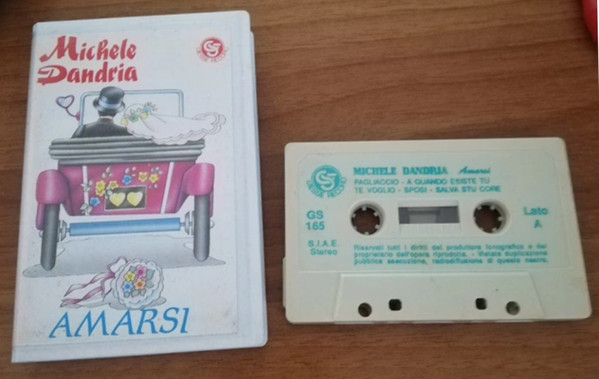 Michele
Dandria
GS
AMARSI
GS
MICHELE DANDRIA Amarsi
PAGLIACCIO - A QUANDO ESISTE TU
TE VOGLIO - SPOSI - SALVA STU CORE
GS
165
Lato
A
S.I.A.E.
Stereo
Riservati tutti i diritti del produttore fonografico e del
proprietario dell'opera riprodotta. - Vietata duplicazione
pubblica esecuzione, radiodiffusione di questo nastro.